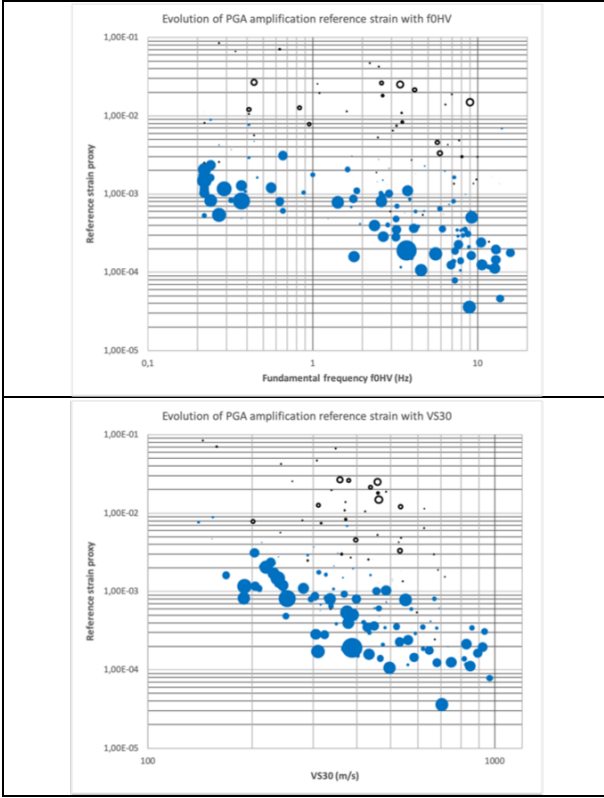 Evolution of PGA amplification reference strain with f0HV
Reference strain proxy
1,00E-01
1,00E-02
1,00E-03
1,00E-04
1,00E-05
0,1
1
10
Fundamental frequency f0HV (Hz)
Evolution of PGA amplification reference strain with VS30
Reference strain proxy
1,00E-01
1,00E-02
1,00E-03
1,00E-04
1,00E-05
100
1000
VS30 (m/s)